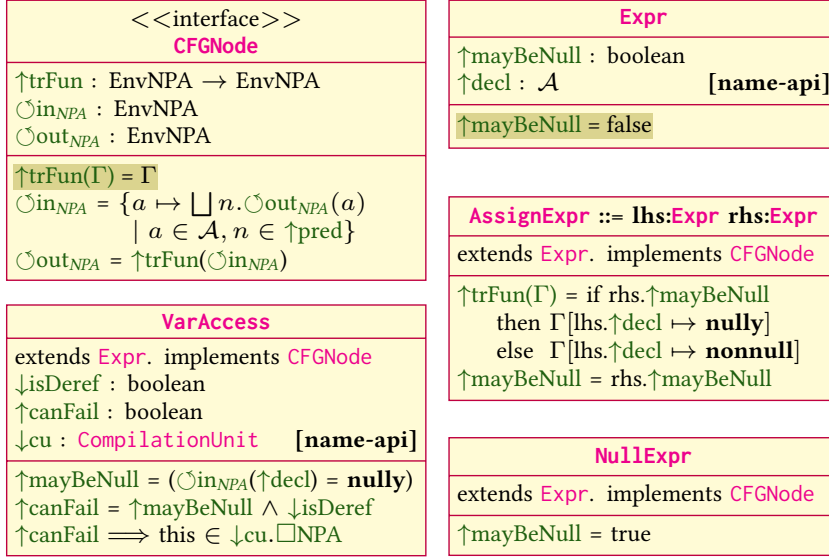 <<interface>>
CFGNode
↑trFun : EnvNPA → EnvNPA
↺in_NPA : EnvNPA
↺out_NPA : EnvNPA
↑trFun(Γ) = Γ
↺in_NPA = {a ↦ ⨆ n.↺out_NPA(a)
| a ∈ 𝒜, n ∈ ↑pred}
↺out_NPA = ↑trFun(↺in_NPA)
VarAccess
extends Expr. implements CFGNode
↓isDeref : boolean
↑canFail : boolean
↓cu : CompilationUnit [name-api]
↑mayBeNull = (↺in_NPA(↑decl) = nully)
↑canFail = ↑mayBeNull ∧ ↓isDeref
↑canFail ⟹ this ∈ ↓cu.□NPA
Expr
↑mayBeNull : boolean
↑decl : 𝒜 [name-api]
↑mayBeNull = false
AssignExpr ::= lhs:Expr rhs:Expr
extends Expr. implements CFGNode
↑trFun(Γ) = if rhs.↑mayBeNull
then Γ[lhs.↑decl ↦ nully]
else Γ[lhs.↑decl ↦ nonnull]
↑mayBeNull = rhs.↑mayBeNull
NullExpr
extends Expr. implements CFGNode
↑mayBeNull = true